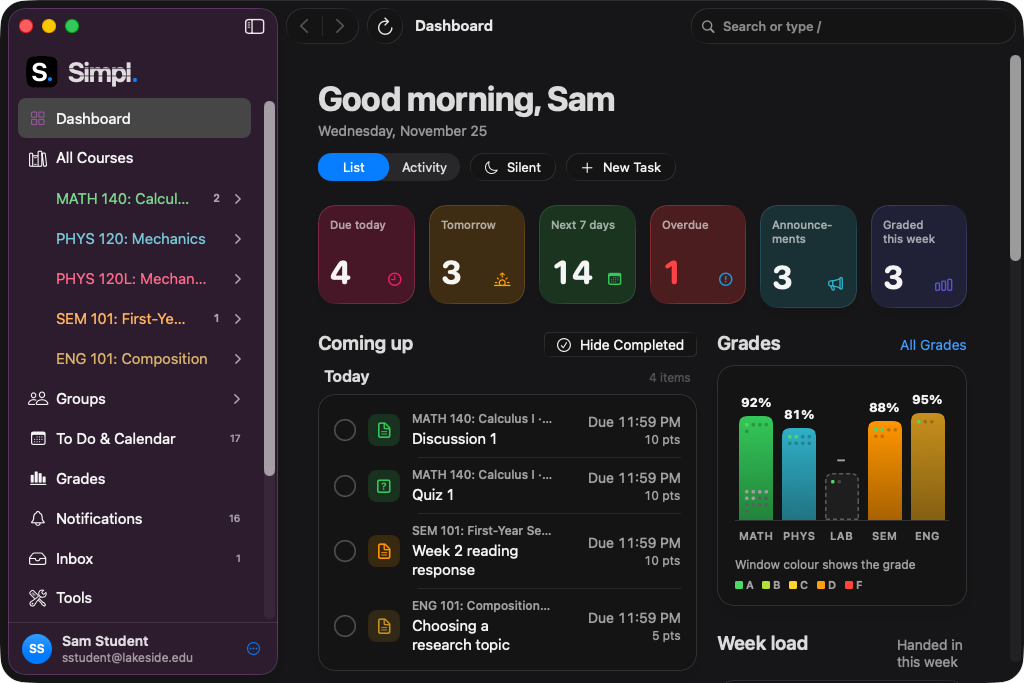 Dashboard
Search or type /
S. Simpl.
Dashboard
All Courses
MATH 140: Calcul... 2
PHYS 120: Mechanics
PHYS 120L: Mechan...
SEM 101: First-Ye... 1
ENG 101: Composition
Groups
To Do & Calendar 17
Grades
Notifications 16
Inbox 1
Tools
SS
Sam Student
sstudent@lakeside.edu
Good morning, Sam
Wednesday, November 25
List Activity Silent + New Task
Due today
4
Tomorrow
3
Next 7 days
14
Overdue
1
Announce-
ments
3
Graded
this week
3
Coming up
Hide Completed
Today
4 items
MATH 140: Calculus I ·...
Discussion 1
Due 11:59 PM
10 pts
MATH 140: Calculus I ·...
Quiz 1
Due 11:59 PM
10 pts
SEM 101: First-Year Se...
Week 2 reading
response
Due 11:59 PM
10 pts
ENG 101: Composition...
Choosing a
research topic
Due 11:59 PM
5 pts
Grades
All Grades
92% 81% – 88% 95%
MATH PHYS LAB SEM ENG
Window colour shows the grade
A B C D F
Week load
Handed in
this week